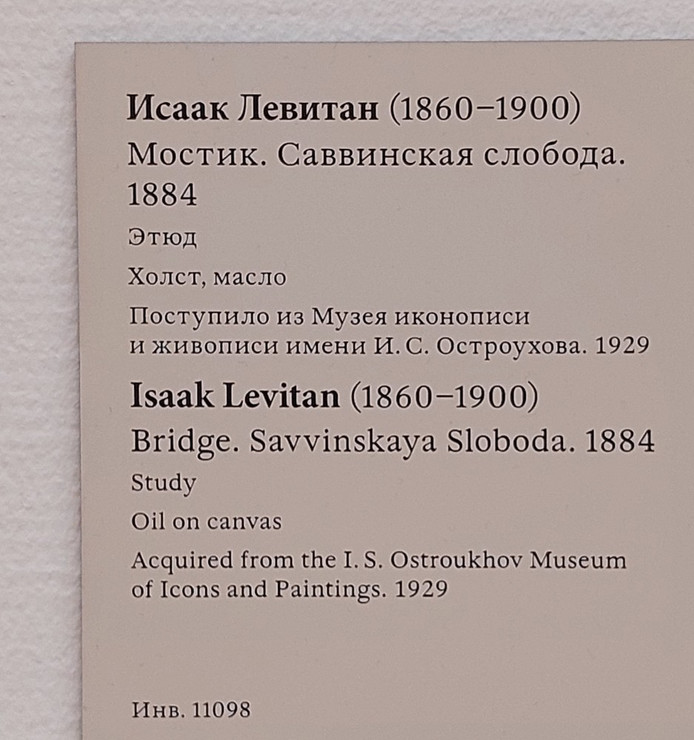 Исаак Левитан (1860–1900)
Мостик. Саввинская слобода.
1884
Этюд
Холст, масло
Поступило из Музея иконописи
и живописи имени И. С. Остроухова. 1929
Isaak Levitan (1860–1900)
Bridge. Savvinskaya Sloboda. 1884
Study
Oil on canvas
Acquired from the I. S. Ostroukhov Museum
of Icons and Paintings. 1929
Инв. 11098